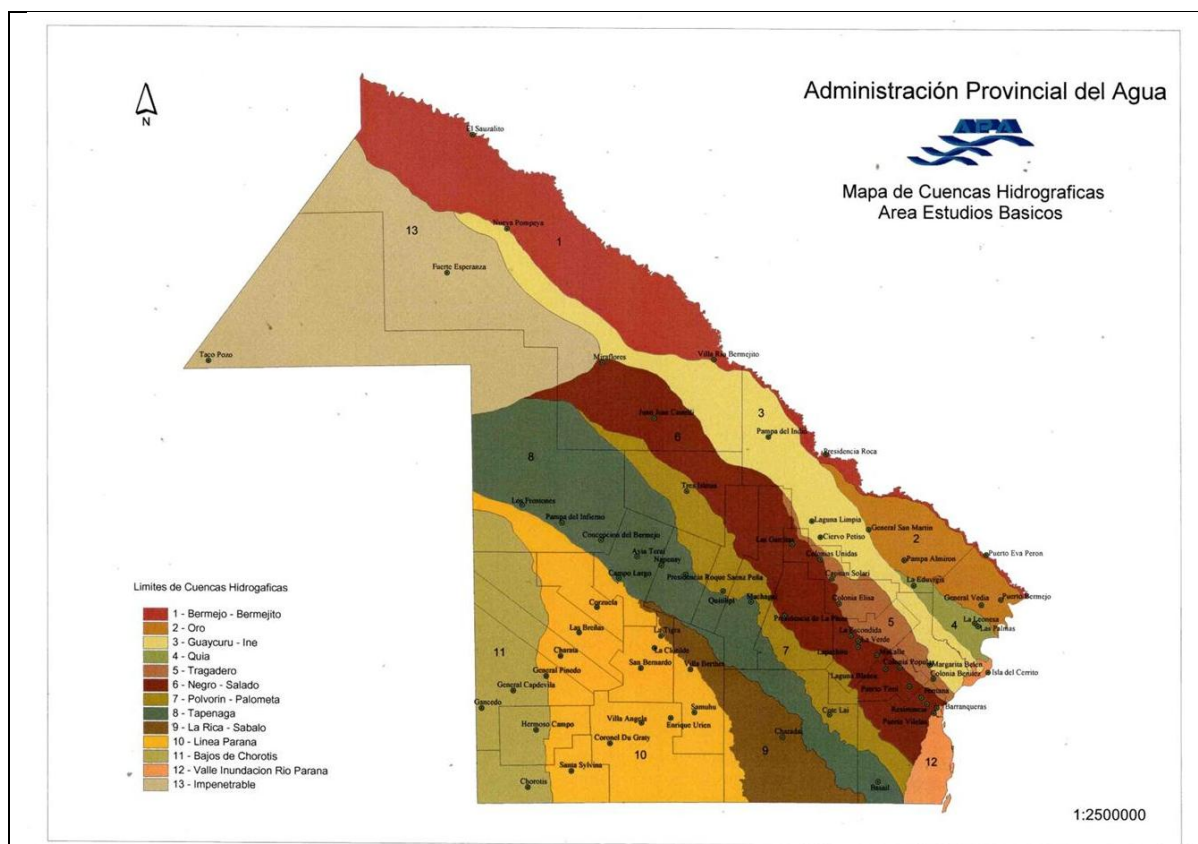 Administración Provincial del Agua
APA
Mapa de Cuencas Hidrograficas
Area Estudios Basicos
N
El Sauzalito
Nueva Pompeya
1
13
Fuerte Esperanza
Taco Pozo
Miraflores
Villa Rio Bermejito
3
Juan Jose Castelli
Pampa del Indio
6
Presidencia Roca
8
Tres Isletas
Los Frentones
Pampa del Infierno
Laguna Limpia
General San Martin
Concepcion del Bermejo
Las Garcitas
Ciervo Petiso
2
Avia Terai
Napenay
Colonias Unidas
Pampa Almiron
Puerto Eva Peron
Campo Largo
Presidencia Roque Saenz Peña
Capitan Solari
La Eduvigis
Quitilipi
Machagai
Colonia Elisa
General Vedia
Puerto Bermejo
Corzuela
Presidencia de La Plaza
5
4
La Leonesa
Las Palmas
Las Breñas
La Tigra
La Escondida
La Verde
Charata
La Clotilde
Lapachito
Makalle
11
General Pinedo
San Bernardo
Villa Berthet
7
Colonia Popular
Margarita Belen
Laguna Blanca
Colonia Benitez
Isla del Cerrito
General Capdevila
Puerto Tirol
Fontana
Gancedo
Samuhu
Resistencia
Barranqueras
Hermoso Campo
Villa Angela
Enrique Urien
Cote Lai
Puerto Vilelas
Coronel Du Graty
10
Charadai
9
12
Santa Sylvina
Chorotis
Basail
Limites de Cuencas Hidrogaficas
1 - Bermejo - Bermejito
2 - Oro
3 - Guaycuru - Ine
4 - Quia
5 - Tragadero
6 - Negro - Salado
7 - Polvorin - Palometa
8 - Tapenaga
9 - La Rica - Sabalo
10 - Linea Parana
11 - Bajos de Chorotis
12 - Valle Inundacion Rio Parana
13 - Impenetrable
1:2500000